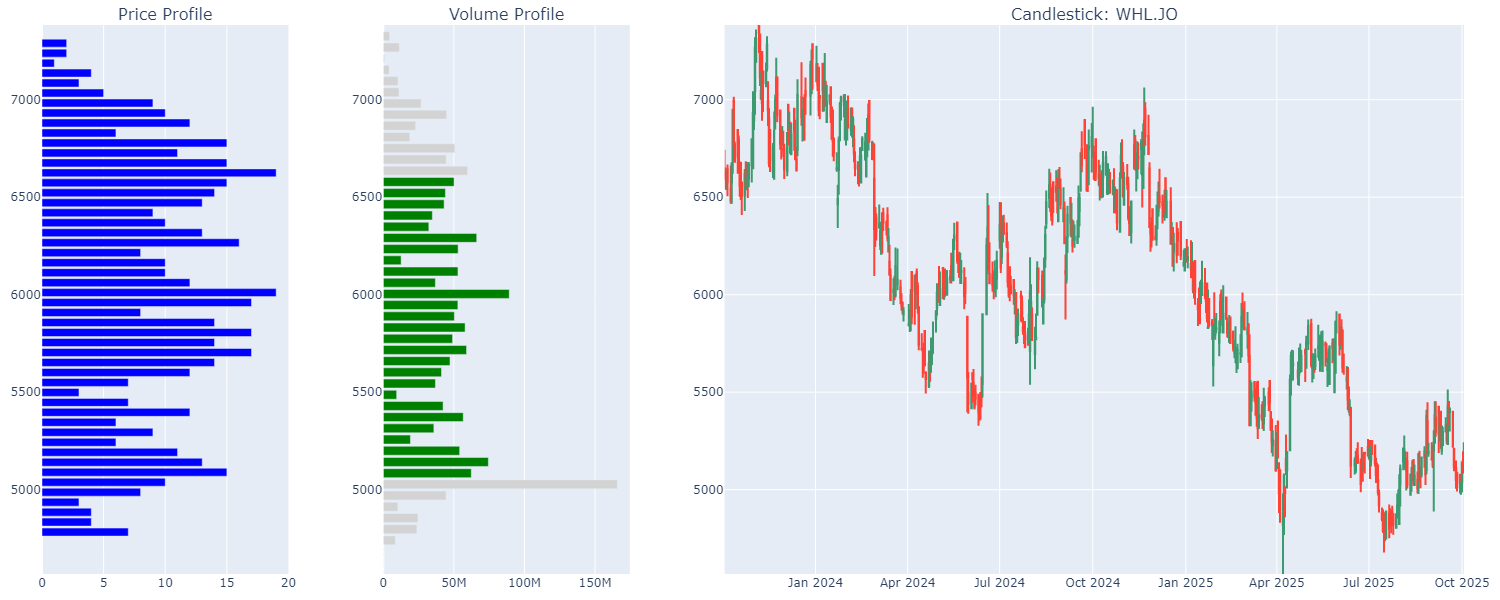 Price Profile
Volume Profile
Candlestick: WHL.JO
7000
6500
6000
5500
5000
0
5
10
15
20
7000
6500
6000
5500
5000
0
50M
100M
150M
7000
6500
6000
5500
5000
Jan 2024
Apr 2024
Jul 2024
Oct 2024
Jan 2025
Apr 2025
Jul 2025
Oct 2025